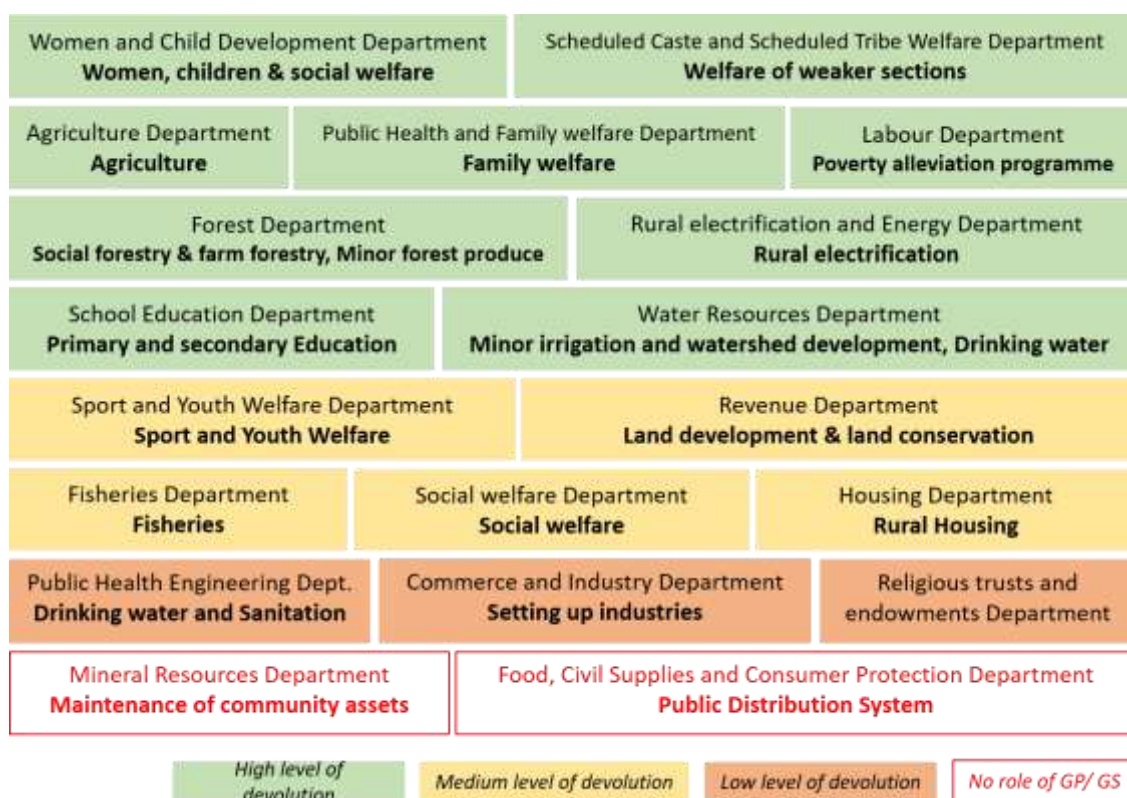 Women and Child Development Department
Women, children & social welfare
Scheduled Caste and Scheduled Tribe Welfare Department
Welfare of weaker sections
Agriculture Department
Agriculture
Public Health and Family welfare Department
Family welfare
Labour Department
Poverty alleviation programme
Forest Department
Social forestry & farm forestry, Minor forest produce
Rural electrification and Energy Department
Rural electrification
School Education Department
Primary and secondary Education
Water Resources Department
Minor irrigation and watershed development, Drinking water
Sport and Youth Welfare Department
Sport and Youth Welfare
Revenue Department
Land development & land conservation
Fisheries Department
Fisheries
Social welfare Department
Social welfare
Housing Department
Rural Housing
Public Health Engineering Dept.
Drinking water and Sanitation
Commerce and Industry Department
Setting up industries
Religious trusts and
endowments Department
Mineral Resources Department
Maintenance of community assets
Food, Civil Supplies and Consumer Protection Department
Public Distribution System
High level of
devolution
Medium level of devolution
Low level of devolution
No role of GP/ GS